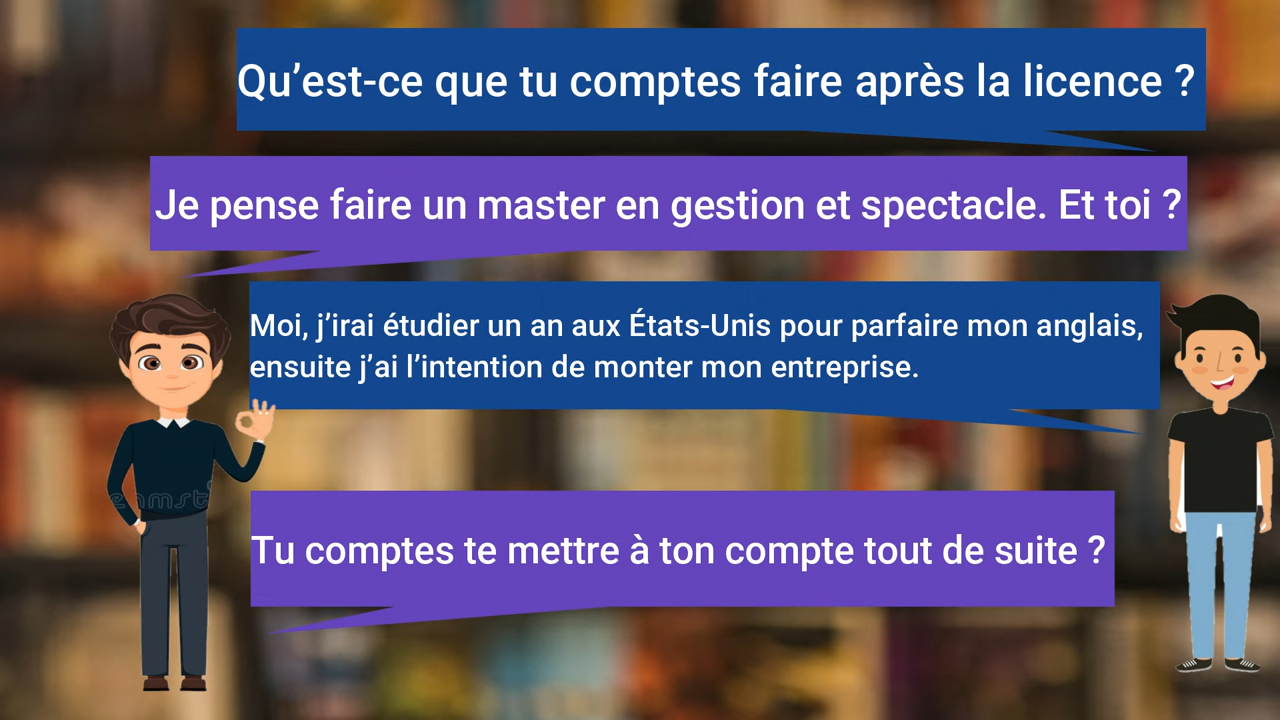 Qu’est-ce que tu comptes faire après la licence ?
Je pense faire un master en gestion et spectacle. Et toi ?
Moi, j’irai étudier un an aux États-Unis pour parfaire mon anglais,
ensuite j’ai l’intention de monter mon entreprise.
Tu comptes te mettre à ton compte tout de suite ?